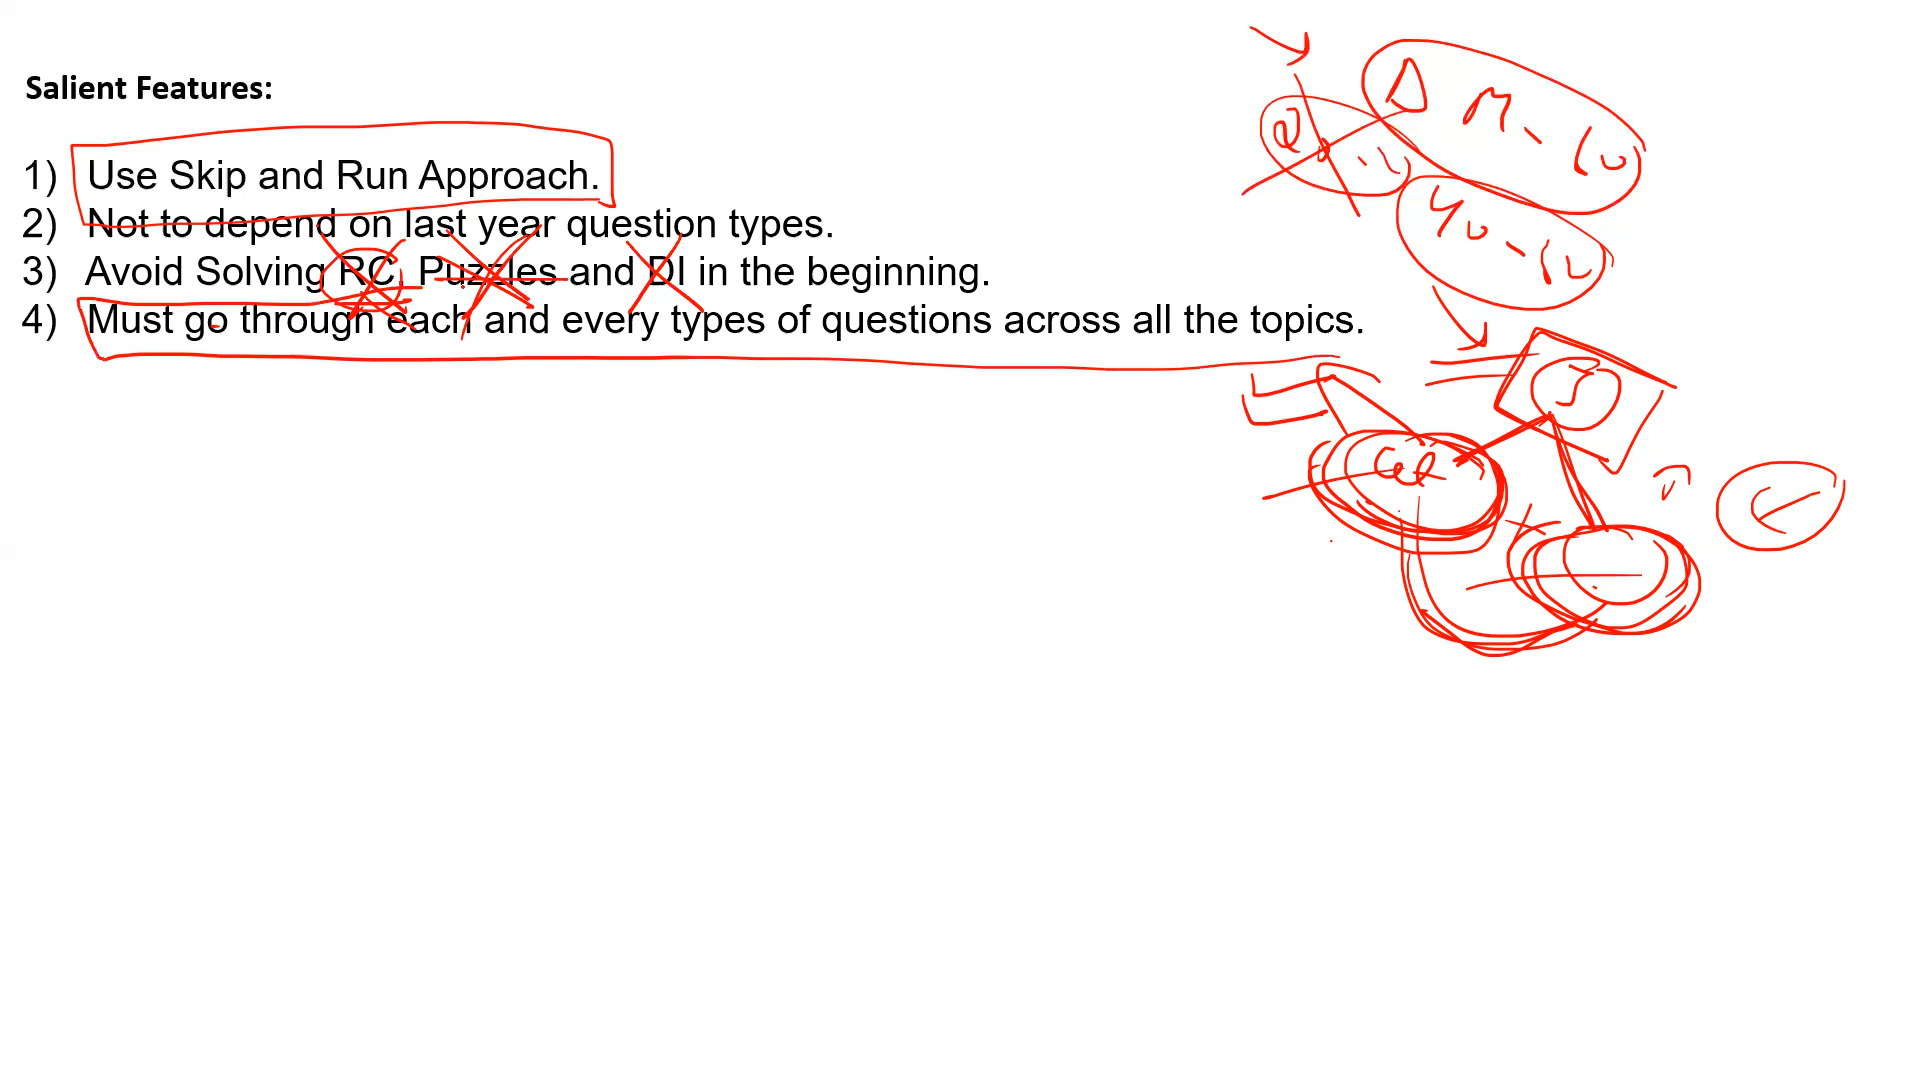 Salient Features:
1) Use Skip and Run Approach.
2) Not to depend on last year question types.
3) Avoid Solving RC, Puzzles and DI in the beginning.
4) Must go through each and every types of questions across all the topics.